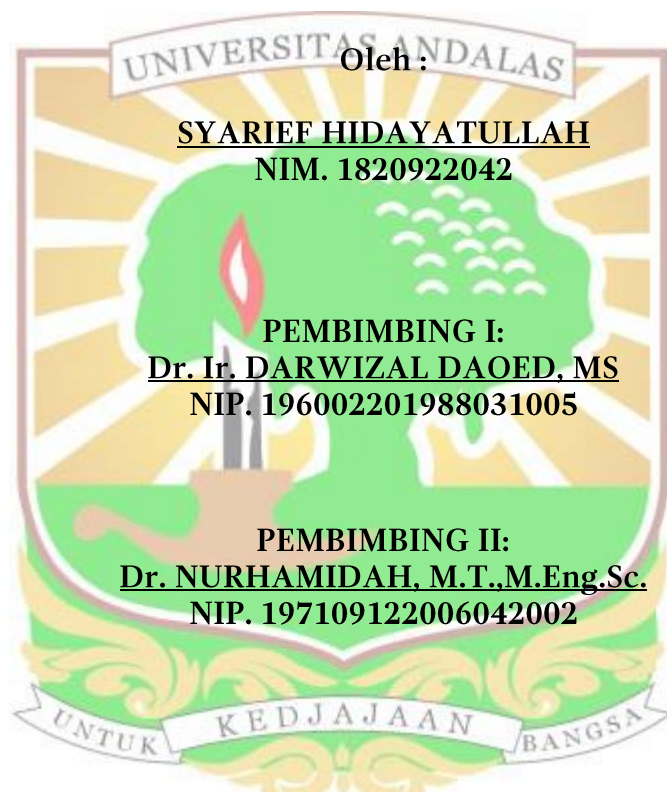 UNIVERSITAS ANDALAS
Oleh :
SYARIEF HIDAYATULLAH
NIM. 1820922042
PEMBIMBING I:
Dr. Ir. DARWIZAL DAOED, MS
NIP. 196002201988031005
PEMBIMBING II:
Dr. NURHAMIDAH, M.T.,M.Eng.Sc.
NIP. 197109122006042002
UNTUK KEDJAJAAN BANGSA